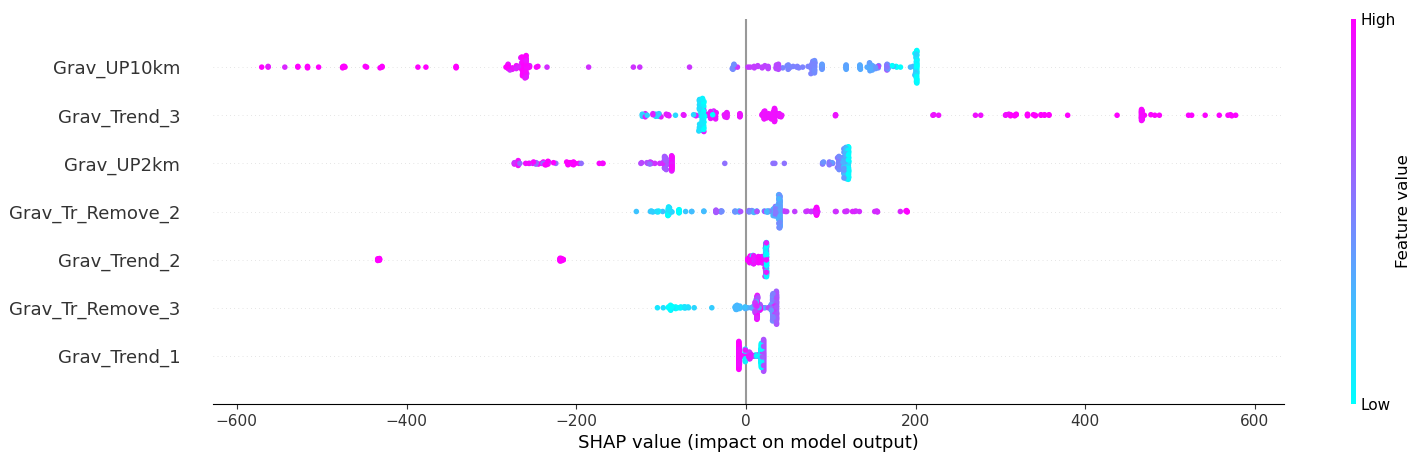 High
Grav_UP10km
Grav_Trend_3
Grav_UP2km
Grav_Tr_Remove_2
Grav_Trend_2
Grav_Tr_Remove_3
Grav_Trend_1
Feature value
Low
−600 −400 −200 0 200 400 600
SHAP value (impact on model output)